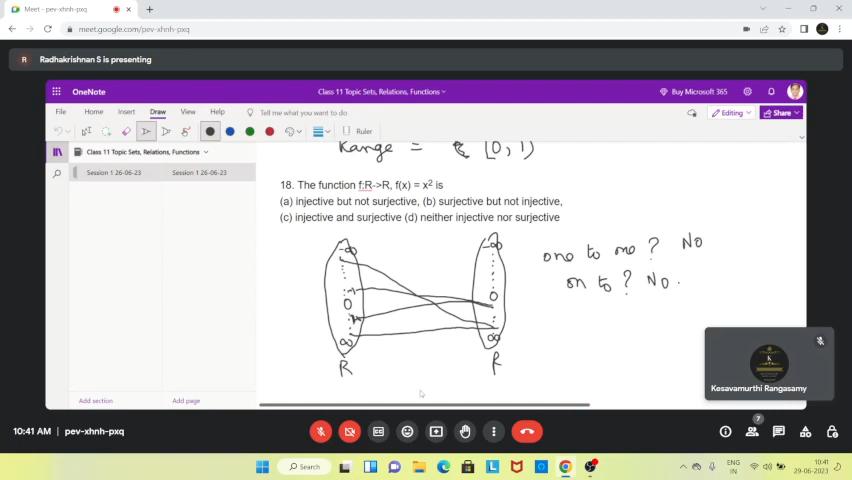 Meet - pev-xhnh-pxq
meet.google.com/pev-xhnh-pxq
R
Radhakrishnan S is presenting
OneNote
Class 11 Topic Sets, Relations, Functions
Buy Microsoft 365
File Home Insert Draw View Help
Tell me what you want to do
Editing
Share
Ruler
Class 11 Topic Sets, Relations, Functions
Session 1 26-06-23
Session 1 26-06-23
Range = [0, 1)
18. The function f:R->R, f(x) = x² is
(a) injective but not surjective, (b) surjective but not injective,
(c) injective and surjective (d) neither injective nor surjective
-∞ -∞
one to one? No
on to? No.
0 0
∞ ∞
R R
K
Kesavamurthi Rangasamy
Add section Add page
10:41 AM | pev-xhnh-pxq
7
Search
ENG
IN
10:41
29-06-2023